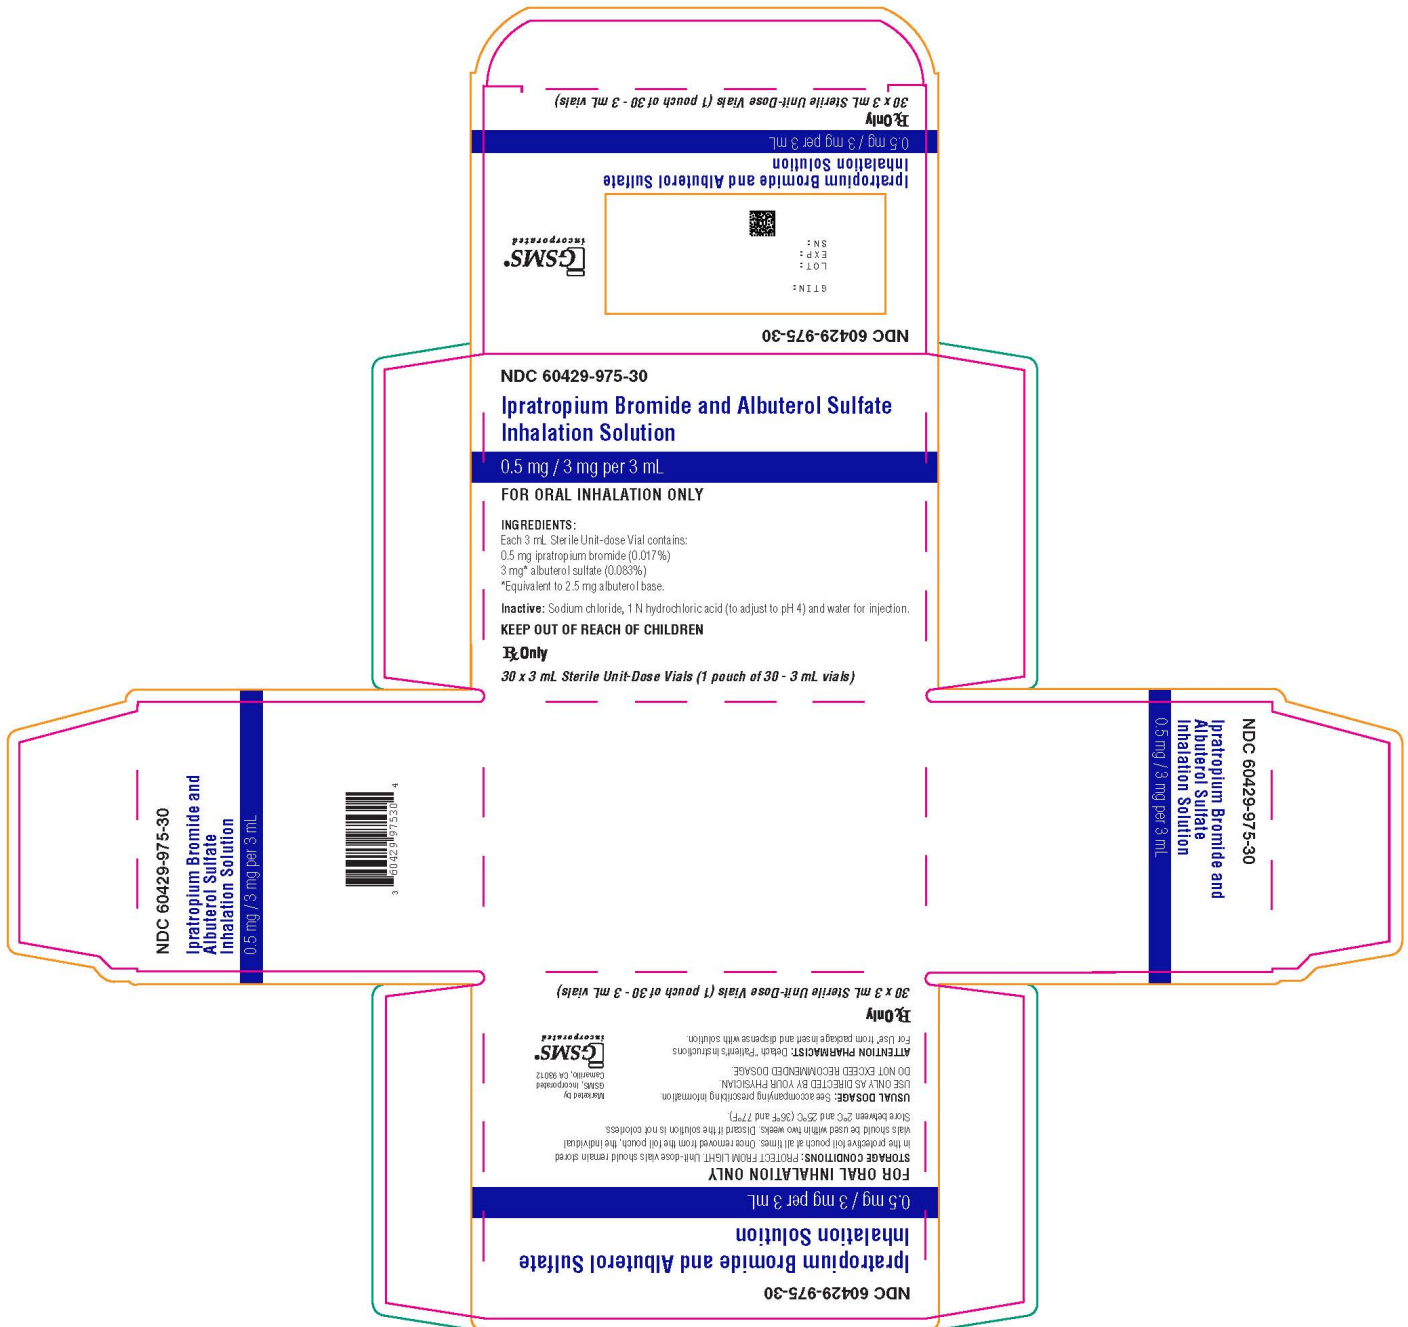 30 x 3 mL Sterile Unit-Dose Vials (1 pouch of 30 - 3 mL vials)
℞ Only
0.5 mg / 3 mg per 3 mL
Inhalation Solution
Ipratropium Bromide and Albuterol Sulfate
GSMS®
incorporated
GTIN:
LOT:
EXP:
SN:
NDC 60429-975-30
NDC 60429-975-30
Ipratropium Bromide and Albuterol Sulfate
Inhalation Solution
0.5 mg / 3 mg per 3 mL
FOR ORAL INHALATION ONLY
INGREDIENTS:
Each 3 mL Sterile Unit-dose Vial contains:
0.5 mg ipratropium bromide (0.017%)
3 mg* albuterol sulfate (0.083%)
*Equivalent to 2.5 mg albuterol base.
Inactive: Sodium chloride, 1 N hydrochloric acid (to adjust to pH 4) and water for injection.
KEEP OUT OF REACH OF CHILDREN
℞ Only
30 x 3 mL Sterile Unit-Dose Vials (1 pouch of 30 - 3 mL vials)
NDC 60429-975-30
Ipratropium Bromide and
Albuterol Sulfate
Inhalation Solution
0.5 mg / 3 mg per 3 mL
3 60429 97530 4
NDC 60429-975-30
Ipratropium Bromide and
Albuterol Sulfate
Inhalation Solution
0.5 mg / 3 mg per 3 mL
NDC 60429-975-30
Ipratropium Bromide and Albuterol Sulfate
Inhalation Solution
0.5 mg / 3 mg per 3 mL
FOR ORAL INHALATION ONLY
STORAGE CONDITIONS: PROTECT FROM LIGHT. Unit-dose vials should remain stored
in the protective foil pouch at all times. Once removed from the foil pouch, the individual
vials should be used within two weeks. Discard if the solution is not colorless.
Store between 2°C and 25°C (36°F and 77°F).
USUAL DOSAGE: See accompanying prescribing information.
USE ONLY AS DIRECTED BY YOUR PHYSICIAN.
DO NOT EXCEED RECOMMENDED DOSAGE.
ATTENTION PHARMACIST: Detach "Patient's Instructions
For Use" from package insert and dispense with solution.
Marketed by
GSMS, Incorporated
Camarillo, CA 93012
GSMS®
incorporated
℞ Only
30 x 3 mL Sterile Unit-Dose Vials (1 pouch of 30 - 3 mL vials)